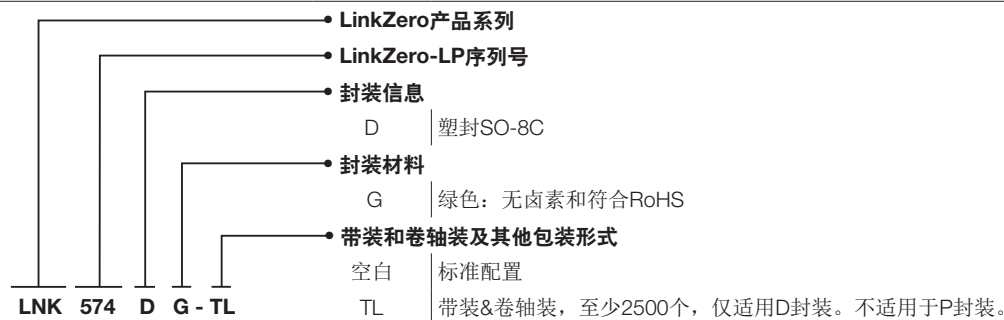 LinkZero产品系列
LinkZero-LP序列号
封装信息
D 塑封SO-8C
封装材料
G 绿色：无卤素和符合RoHS
带装和卷轴装及其他包装形式
空白 标准配置
TL 带装&卷轴装，至少2500个，仅适用D封装。不适用于P封装。
LNK 574 D G - TL